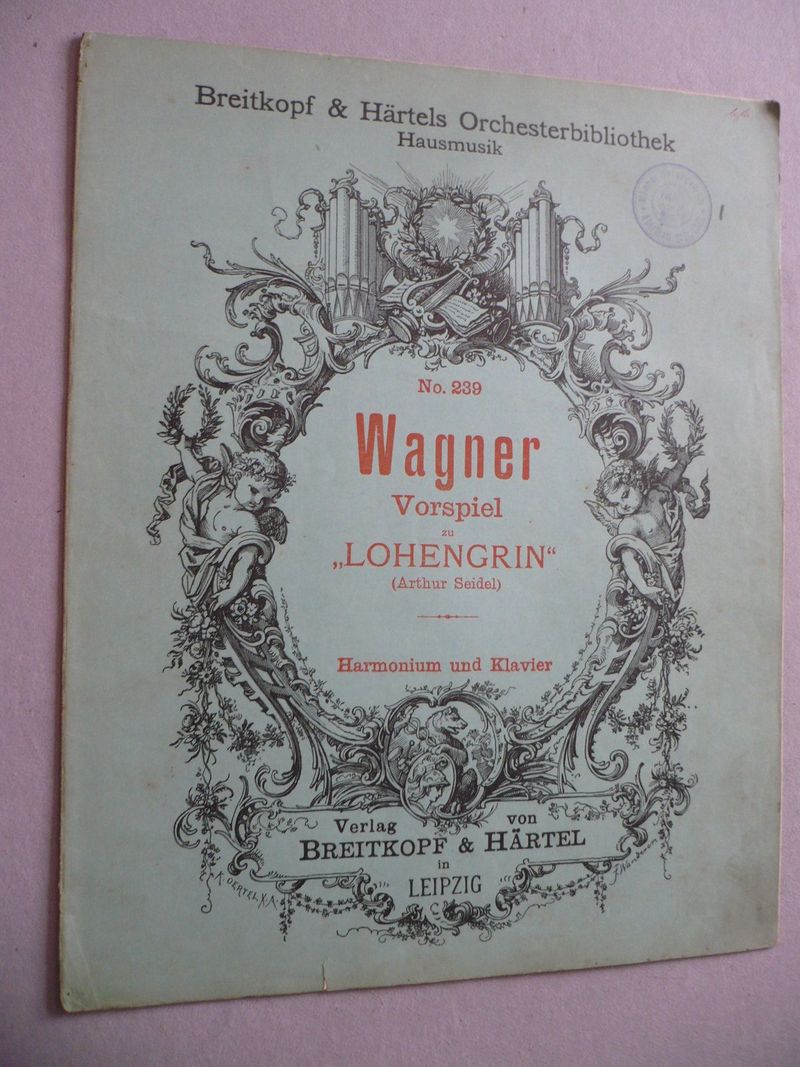 Breitkopf & Härtels Orchesterbibliothek
Hausmusik
No. 239
Wagner
Vorspiel
zu
„LOHENGRIN“
(Arthur Seidel)
Harmonium und Klavier
Verlag von
BREITKOPF & HÄRTEL
in
LEIPZIG
K. OERTEL X.A.